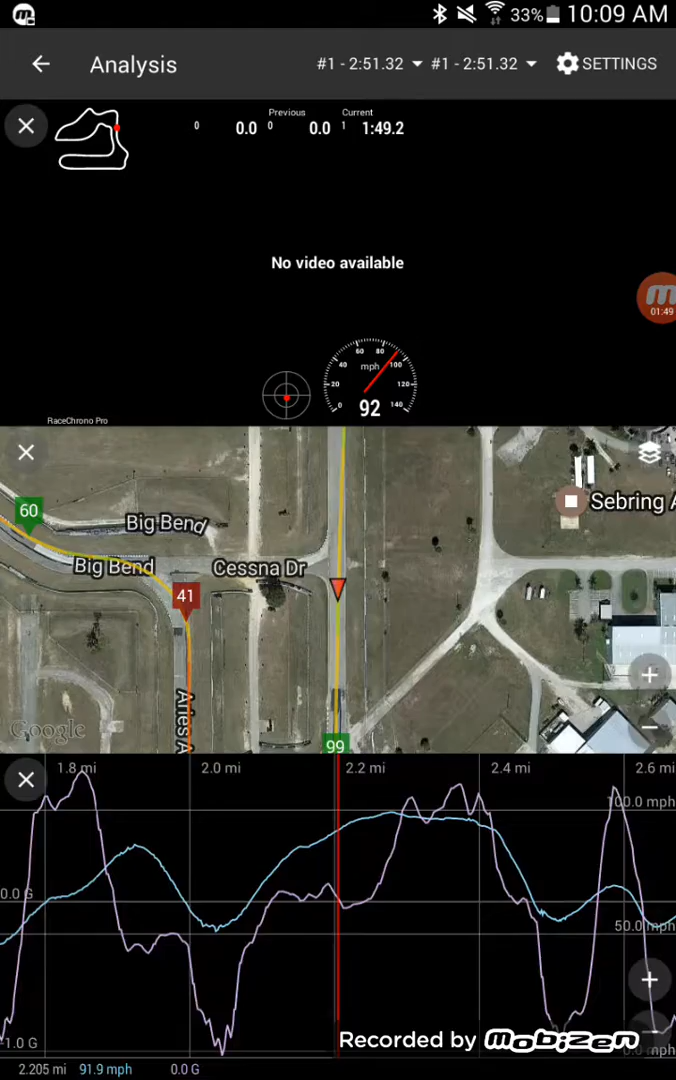 33% 10:09 AM
Analysis #1 - 2:51.32 #1 - 2:51.32 SETTINGS
Previous Current
0 0.0 0 0.0 1 1:49.2
No video available
01:49
mph
0 20 40 60 80 100 120 140
92
RaceChrono Pro
60
Big Bend
Sebring A
Big Bend
Cessna Dr
41
Arles A
Google
99
1.8 mi 2.0 mi 2.2 mi 2.4 mi 2.6 mi
100.0 mph
0.0 G
50.0 mph
-1.0 G
0.0 mph
Recorded by Mobizen
2.205 mi 91.9 mph 0.0 G